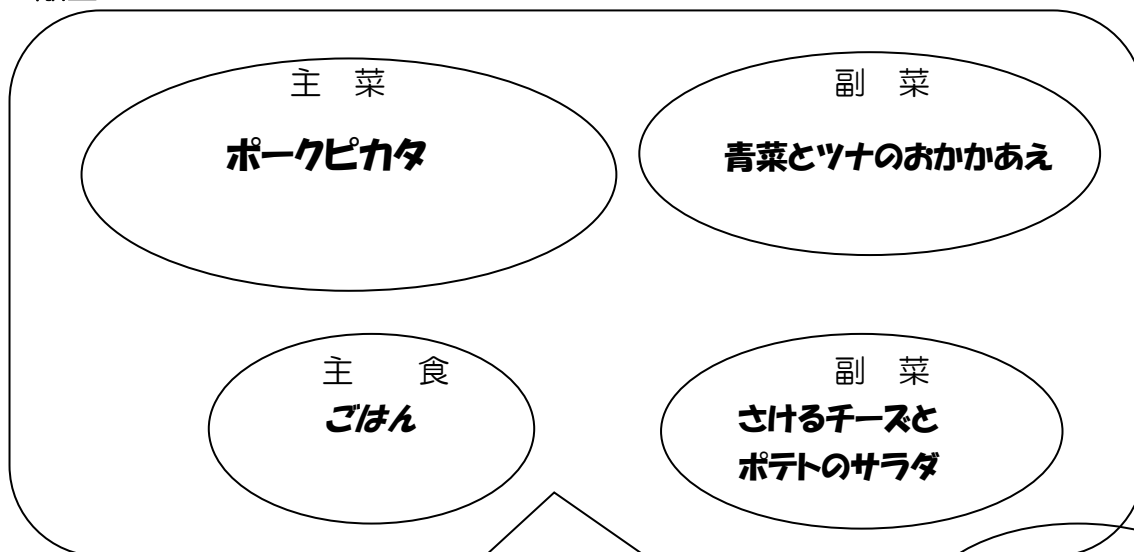 主 菜
ポークピカタ
副 菜
青菜とツナのおかかあえ
主 食
ごはん
副 菜
さけるチーズと
ポテトのサラダ